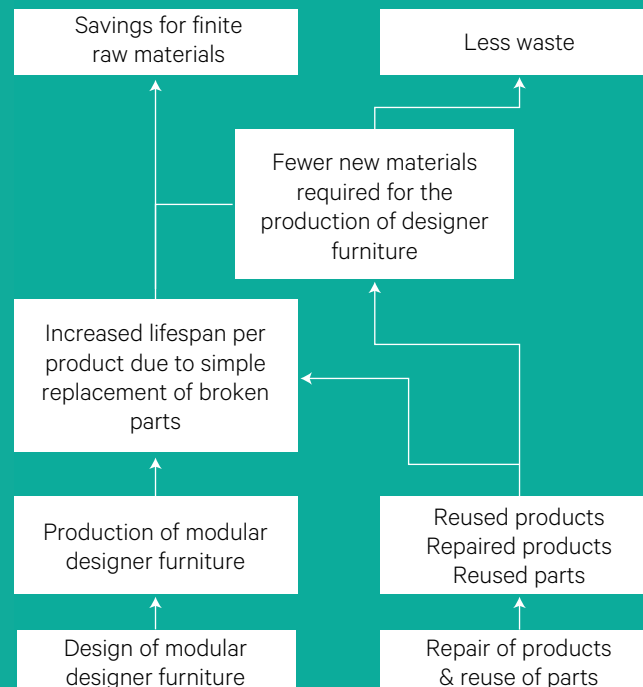 Savings for finite
raw materials
Less waste
Fewer new materials
required for the
production of designer
furniture
Increased lifespan per
product due to simple
replacement of broken
parts
Production of modular
designer furniture
Reused products
Repaired products
Reused parts
Design of modular
designer furniture
Repair of products
& reuse of parts